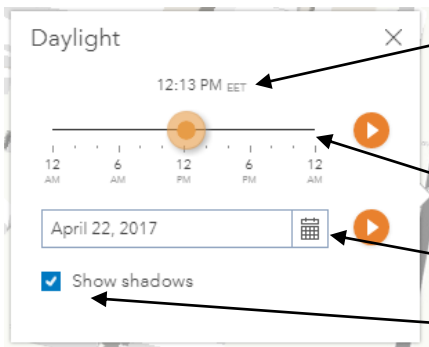 Daylight
12:13 PM EET
12 6 12 6 12
AM AM PM PM AM
April 22, 2017
Show shadows